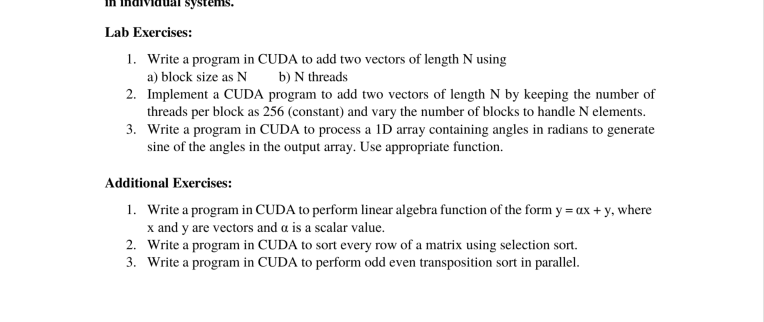 in individual systems.
Lab Exercises:
1. Write a program in CUDA to add two vectors of length N using
a) block size as N b) N threads
2. Implement a CUDA program to add two vectors of length N by keeping the number of
threads per block as 256 (constant) and vary the number of blocks to handle N elements.
3. Write a program in CUDA to process a 1D array containing angles in radians to generate
sine of the angles in the output array. Use appropriate function.
Additional Exercises:
1. Write a program in CUDA to perform linear algebra function of the form y = αx + y, where
x and y are vectors and α is a scalar value.
2. Write a program in CUDA to sort every row of a matrix using selection sort.
3. Write a program in CUDA to perform odd even transposition sort in parallel.